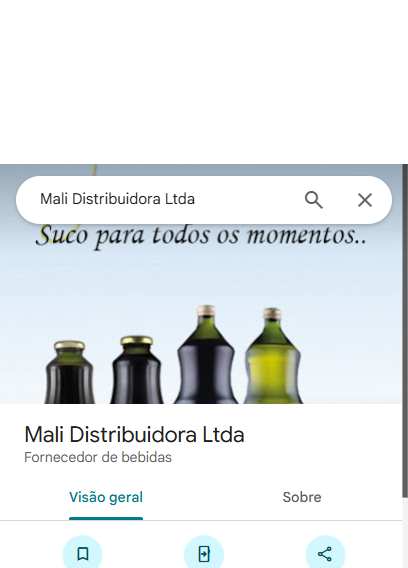 Mali Distribuidora Ltda
Suco para todos os momentos..
Mali Distribuidora Ltda
Fornecedor de bebidas
Visão geral
Sobre